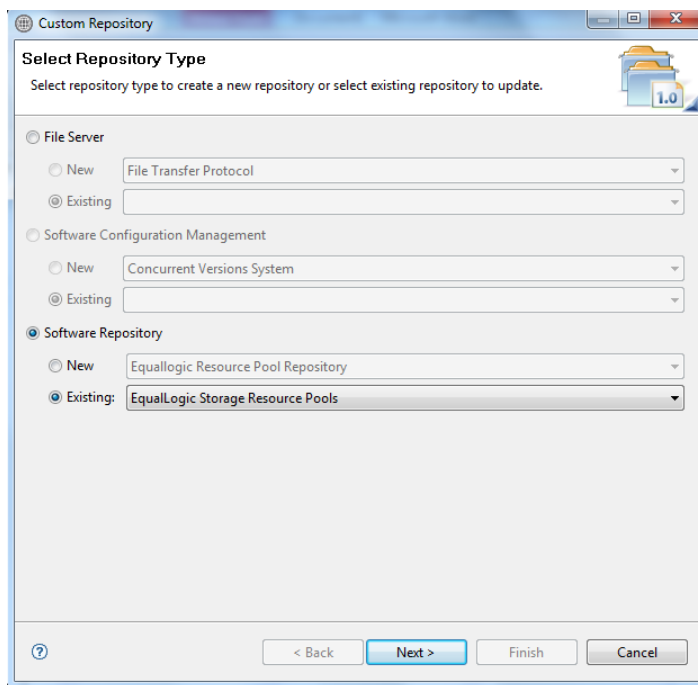 Custom Repository
Select Repository Type
Select repository type to create a new repository or select existing repository to update.
1.0
File Server
New File Transfer Protocol
Existing
Software Configuration Management
New Concurrent Versions System
Existing
Software Repository
New Equallogic Resource Pool Repository
Existing: EqualLogic Storage Resource Pools
? < Back Next > Finish Cancel